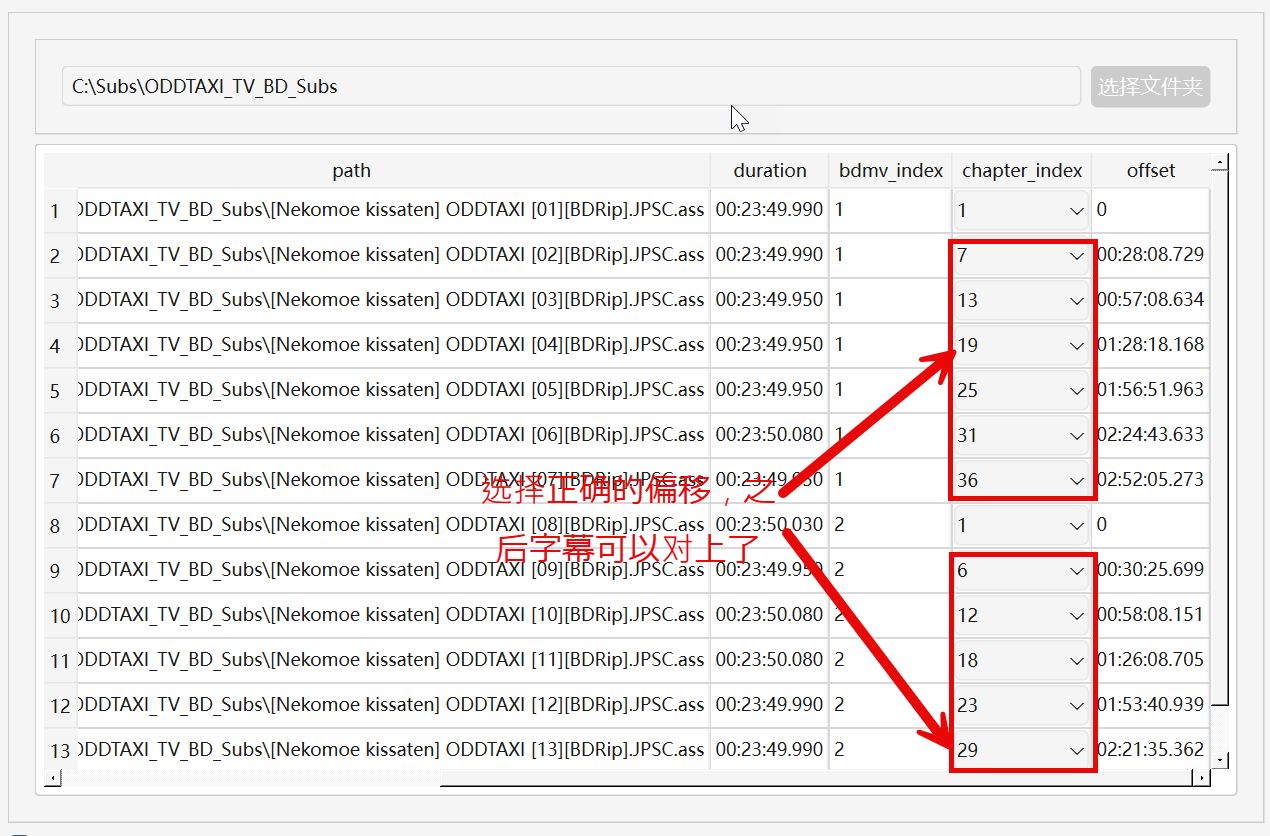 C:\Subs\ODDTAXI_TV_BD_Subs 选择文件夹
path duration bdmv_index chapter_index offset
1 ODDTAXI_TV_BD_Subs\[Nekomoe kissaten] ODDTAXI [01][BDRip].JPSC.ass 00:23:49.990 1 1 0
2 ODDTAXI_TV_BD_Subs\[Nekomoe kissaten] ODDTAXI [02][BDRip].JPSC.ass 00:23:49.990 1 7 00:28:08.729
3 ODDTAXI_TV_BD_Subs\[Nekomoe kissaten] ODDTAXI [03][BDRip].JPSC.ass 00:23:49.950 1 13 00:57:08.634
4 ODDTAXI_TV_BD_Subs\[Nekomoe kissaten] ODDTAXI [04][BDRip].JPSC.ass 00:23:49.950 1 19 01:28:18.168
5 ODDTAXI_TV_BD_Subs\[Nekomoe kissaten] ODDTAXI [05][BDRip].JPSC.ass 00:23:49.950 1 25 01:56:51.963
6 ODDTAXI_TV_BD_Subs\[Nekomoe kissaten] ODDTAXI [06][BDRip].JPSC.ass 00:23:50.080 1 31 02:24:43.633
7 ODDTAXI_TV_BD_Subs\[Nekomoe kissaten] ODDTAXI [07][BDRip].JPSC.ass 1 36 02:52:05.273
选择正确的偏移，之
8 ODDTAXI_TV_BD_Subs\[Nekomoe kissaten] ODDTAXI [08][BDRip].JPSC.ass 00:23:50.030 2 1 0
后字幕可以对上了
9 ODDTAXI_TV_BD_Subs\[Nekomoe kissaten] ODDTAXI [09][BDRip].JPSC.ass 00:23:49.950 2 6 00:30:25.699
10 ODDTAXI_TV_BD_Subs\[Nekomoe kissaten] ODDTAXI [10][BDRip].JPSC.ass 00:23:50.080 2 12 00:58:08.151
11 ODDTAXI_TV_BD_Subs\[Nekomoe kissaten] ODDTAXI [11][BDRip].JPSC.ass 00:23:50.080 2 18 01:26:08.705
12 ODDTAXI_TV_BD_Subs\[Nekomoe kissaten] ODDTAXI [12][BDRip].JPSC.ass 00:23:49.990 2 23 01:53:40.939
13 ODDTAXI_TV_BD_Subs\[Nekomoe kissaten] ODDTAXI [13][BDRip].JPSC.ass 00:23:49.990 2 29 02:21:35.362